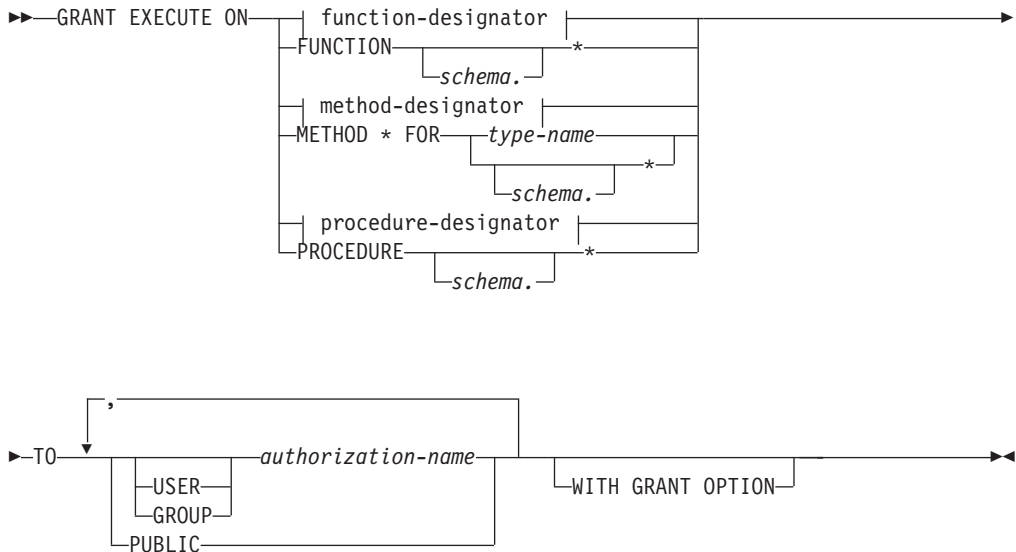 GRANT EXECUTE ON function-designator
FUNCTION *
schema.
method-designator
METHOD * FOR type-name
*
schema.
procedure-designator
PROCEDURE *
schema.
,
TO authorization-name
USER WITH GRANT OPTION
GROUP
PUBLIC